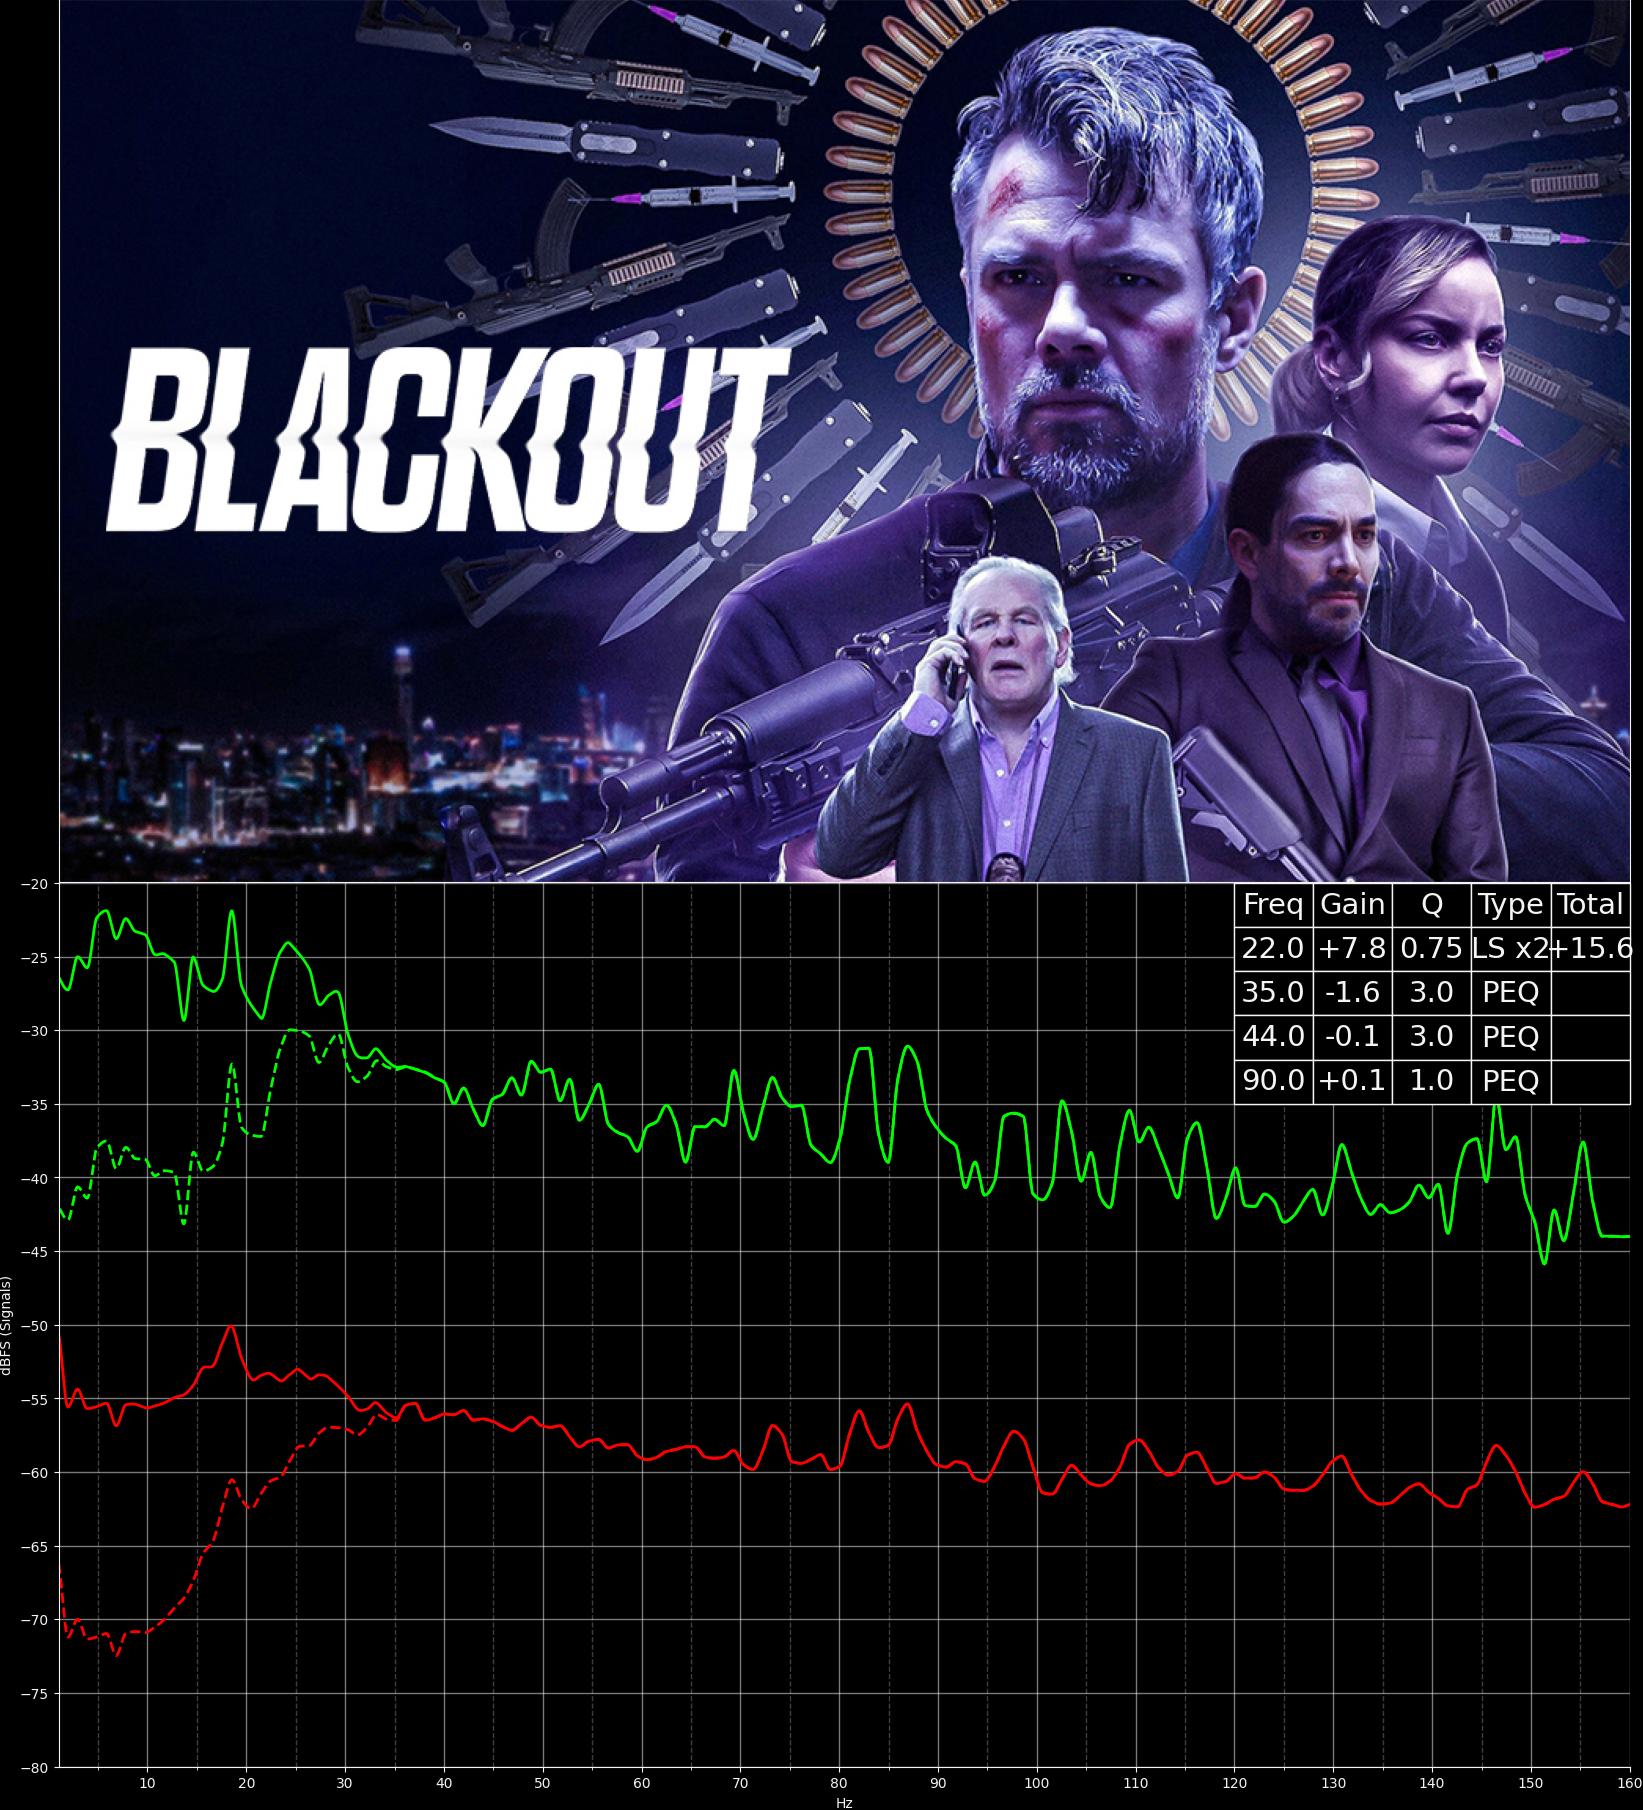 BLACKOUT
Freq Gain Q Type Total
22.0 +7.8 0.75 LS x2 +15.6
35.0 -1.6 3.0 PEQ
44.0 -0.1 3.0 PEQ
90.0 +0.1 1.0 PEQ
−20
−25
−30
−35
−40
−45
−50
−55
−60
−65
−70
−75
−80
dBFS (Signals)
10 20 30 40 50 60 70 80 90 100 110 120 130 140 150 160
Hz